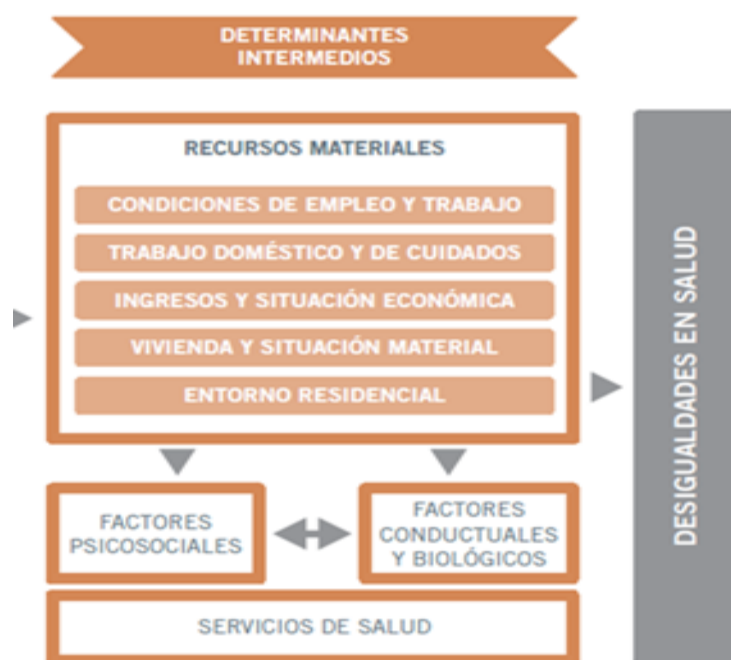 DETERMINANTES
INTERMEDIOS
RECURSOS MATERIALES
CONDICIONES DE EMPLEO Y TRABAJO
TRABAJO DOMÉSTICO Y DE CUIDADOS
INGRESOS Y SITUACIÓN ECONÓMICA
VIVIENDA Y SITUACIÓN MATERIAL
ENTORNO RESIDENCIAL
FACTORES
PSICOSOCIALES
FACTORES
CONDUCTUALES
Y BIOLÓGICOS
SERVICIOS DE SALUD
DESIGUALDADES EN SALUD